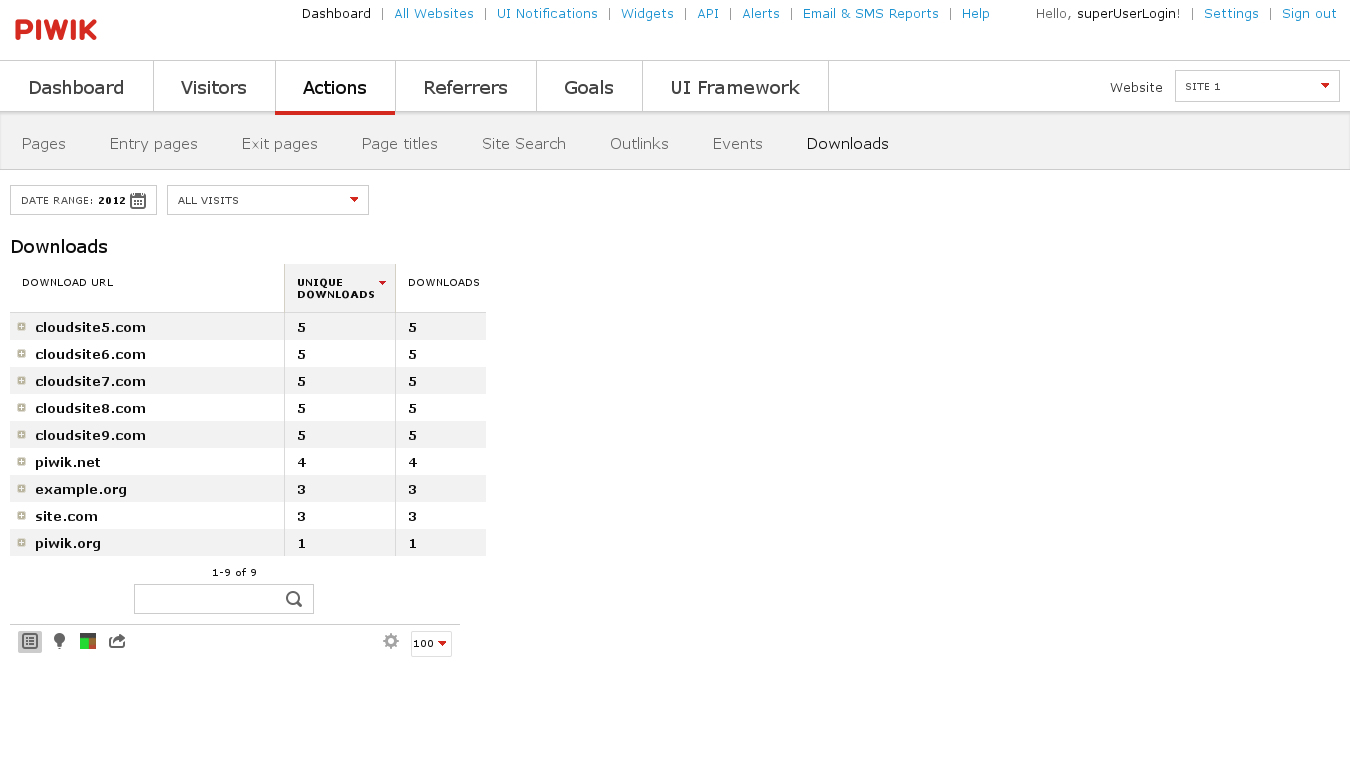 PIWIK
Dashboard | All Websites | UI Notifications | Widgets | API | Alerts | Email & SMS Reports | Help
Hello, superUserLogin! | Settings | Sign out
Dashboard Visitors Actions Referrers Goals UI Framework
Website SITE 1
Pages Entry pages Exit pages Page titles Site Search Outlinks Events Downloads
DATE RANGE: 2012 ALL VISITS
Downloads
DOWNLOAD URL UNIQUE DOWNLOADS DOWNLOADS
cloudsite5.com 5 5
cloudsite6.com 5 5
cloudsite7.com 5 5
cloudsite8.com 5 5
cloudsite9.com 5 5
piwik.net 4 4
example.org 3 3
site.com 3 3
piwik.org 1 1
1-9 of 9
100